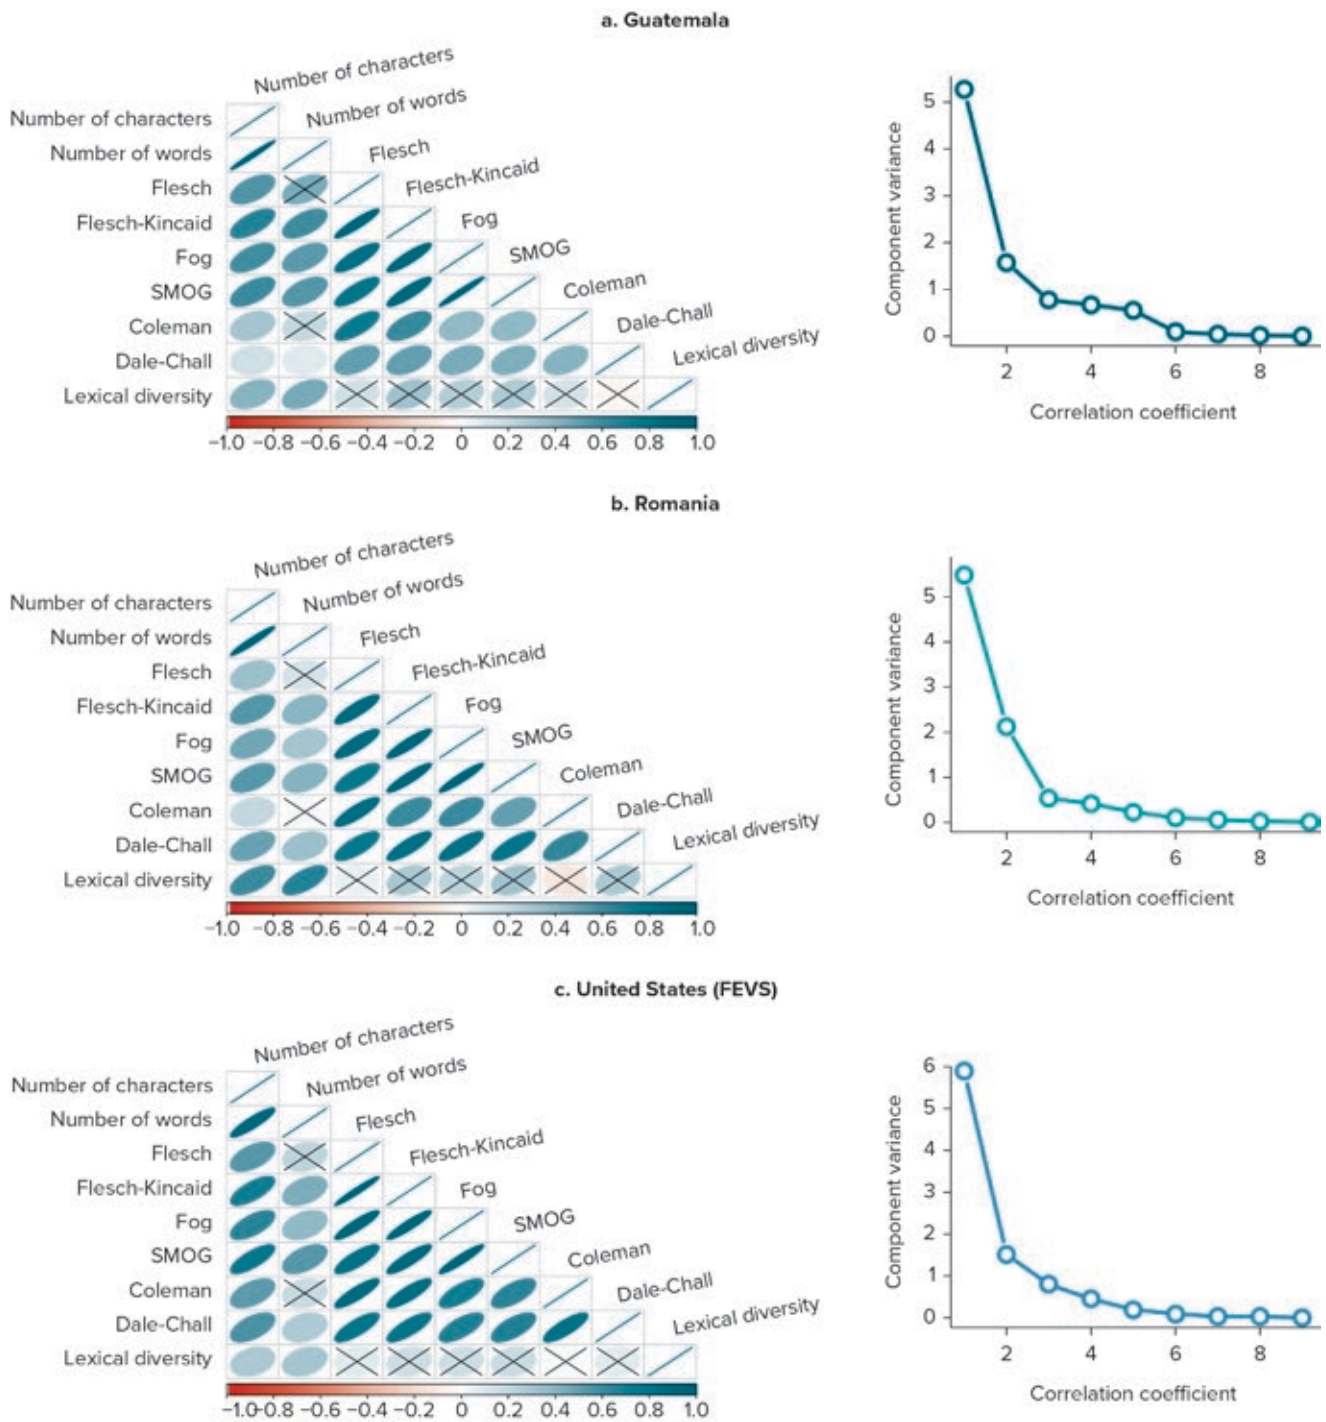 a. Guatemala
Number of characters
Number of words
Flesch
Flesch-Kincaid
Fog
SMOG
Coleman
Dale-Chall
Lexical diversity
Number of characters
Number of words
Flesch
Flesch-Kincaid
Fog
SMOG
Coleman
Dale-Chall
Lexical diversity
−1.0 −0.8 −0.6 −0.4 −0.2 0 0.2 0.4 0.6 0.8 1.0
Component variance
5
4
3
2
1
0
2 4 6 8
Correlation coefficient
b. Romania
Number of characters
Number of words
Flesch
Flesch-Kincaid
Fog
SMOG
Coleman
Dale-Chall
Lexical diversity
Number of characters
Number of words
Flesch
Flesch-Kincaid
Fog
SMOG
Coleman
Dale-Chall
Lexical diversity
−1.0 −0.8 −0.6 −0.4 −0.2 0 0.2 0.4 0.6 0.8 1.0
Component variance
5
4
3
2
1
0
2 4 6 8
Correlation coefficient
c. United States (FEVS)
Number of characters
Number of words
Flesch
Flesch-Kincaid
Fog
SMOG
Coleman
Dale-Chall
Lexical diversity
Number of characters
Number of words
Flesch
Flesch-Kincaid
Fog
SMOG
Coleman
Dale-Chall
Lexical diversity
−1.0 −0.8 −0.6 −0.4 −0.2 0 0.2 0.4 0.6 0.8 1.0
Component variance
6
5
4
3
2
1
0
2 4 6 8
Correlation coefficient